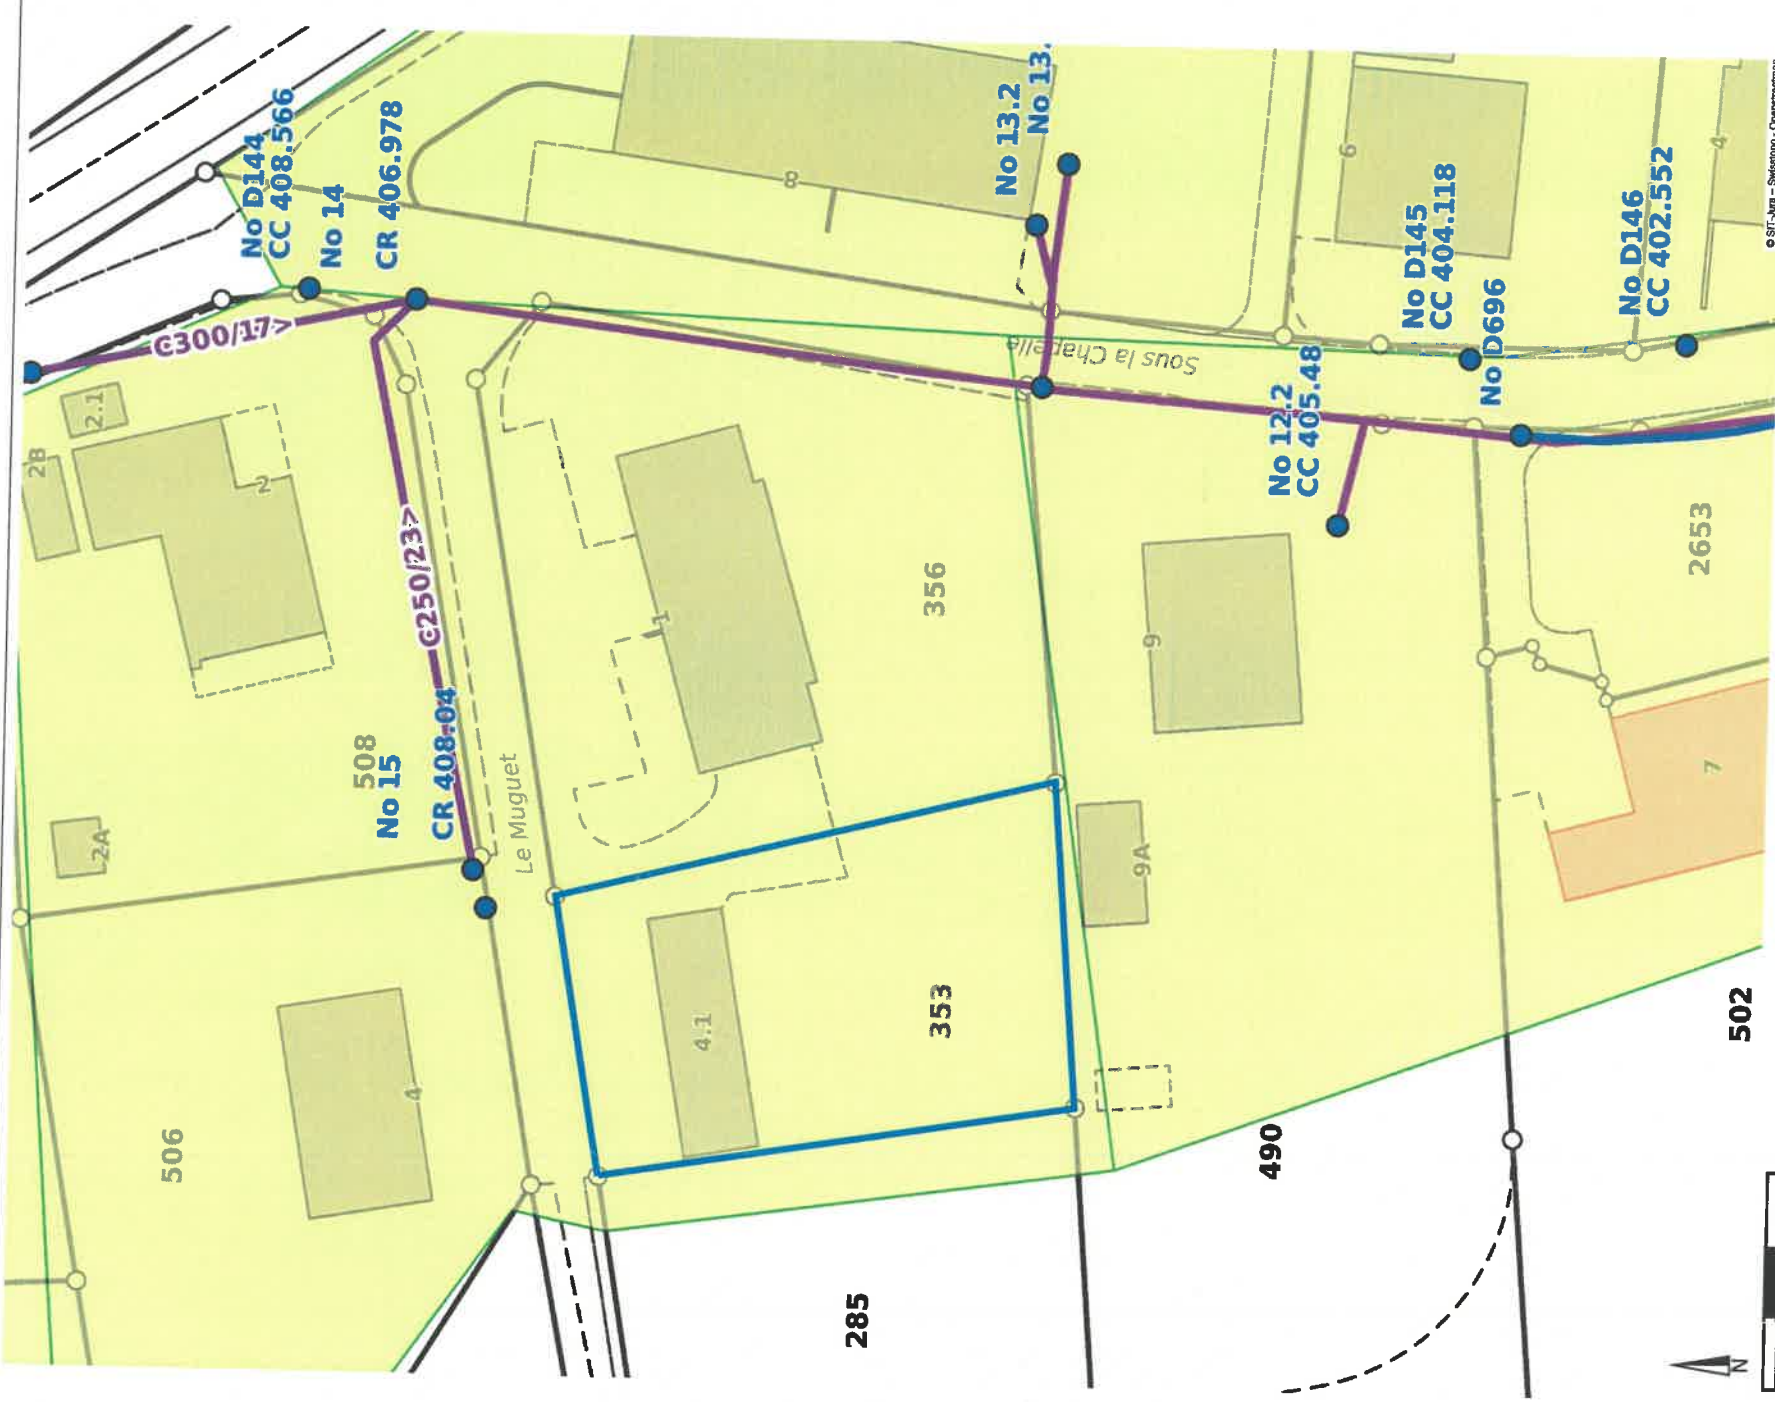 No D144
CC 408.566
No 14
CR 406.978
C300/17>
2.1
2B
2
C250/23>
508
No 15
CR 408.04
2A
Le Muguet
506
4
1
356
353
4.1
8
No 13.2
No 13.
Sous la Chapelle
No 12.2
CC 405.48
6
No D145
CC 404.118
No D696
No D146
CC 402.552
4
9
9A
2653
7
490
502
285
N